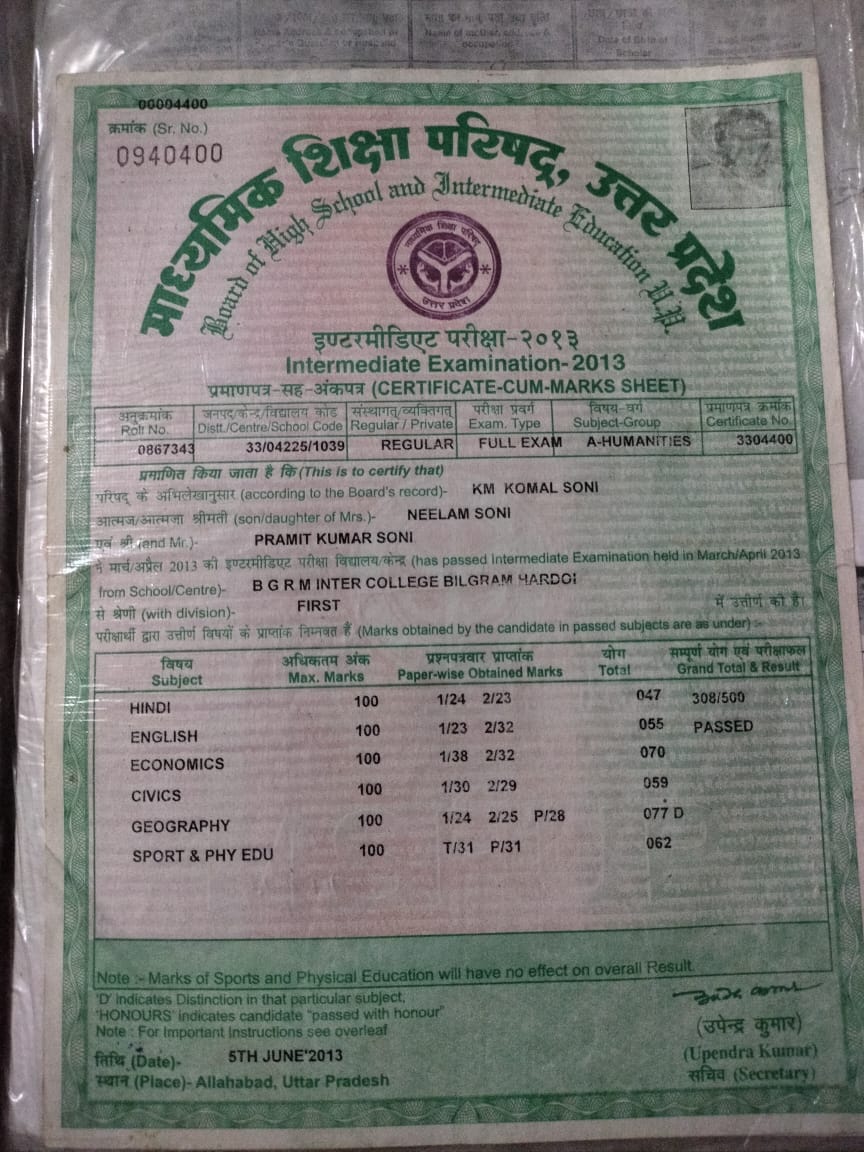 00004400
क्रमांक (Sr. No.)
0940400
माध्यमिक शिक्षा परिषद्, उत्तर प्रदेश
Board of High School and Intermediate Education U.P.
माध्यमिक शिक्षा परिषद
उत्तर प्रदेश
इण्टरमीडिएट परीक्षा-२०१३
Intermediate Examination-2013
प्रमाणपत्र-सह-अंकपत्र (CERTIFICATE-CUM-MARKS SHEET)
अनुक्रमांक जनपद/केन्द्र/विद्यालय कोड संस्थागत/व्यक्तिगत परीक्षा प्रवर्ग विषय-वर्ग प्रमाणपत्र क्रमांक
Roll No. Distt./Centre/School Code Regular / Private Exam. Type Subject-Group Certificate No.
0867343 33/04225/1039 REGULAR FULL EXAM A-HUMANITIES 3304400
प्रमाणित किया जाता है कि (This is to certify that)
परिषद् के अभिलेखानुसार (according to the Board's record)- KM KOMAL SONI
आत्मज/आत्मजा श्रीमती (son/daughter of Mrs.)- NEELAM SONI
एवं श्री (and Mr.)- PRAMIT KUMAR SONI
ने मार्च/अप्रैल 2013 की इण्टरमीडिएट परीक्षा विद्यालय/केन्द्र (has passed Intermediate Examination held in March/April 2013
from School/Centre)- B G R M INTER COLLEGE BILGRAM HARDOI
से श्रेणी (with division)- FIRST में उत्तीर्ण की है।
परीक्षार्थी द्वारा उत्तीर्ण विषयों के प्राप्तांक निम्नवत हैं (Marks obtained by the candidate in passed subjects are as under) :-
विषय अधिकतम अंक प्रश्नपत्रवार प्राप्तांक योग सम्पूर्ण योग एवं परीक्षाफल
Subject Max. Marks Paper-wise Obtained Marks Total Grand Total & Result
HINDI 100 1/24 2/23 047 308/500
ENGLISH 100 1/23 2/32 055 PASSED
ECONOMICS 100 1/38 2/32 070
CIVICS 100 1/30 2/29 059
GEOGRAPHY 100 1/24 2/25 P/28 077 D
SPORT & PHY EDU 100 T/31 P/31 062
Note :- Marks of Sports and Physical Education will have no effect on overall Result.
'D' indicates Distinction in that particular subject,
'HONOURS' indicates candidate "passed with honour"
Note : For Important Instructions see overleaf
तिथि (Date)- 5TH JUNE'2013
स्थान (Place)- Allahabad, Uttar Pradesh
(उपेन्द्र कुमार)
(Upendra Kumar)
सचिव (Secretary)